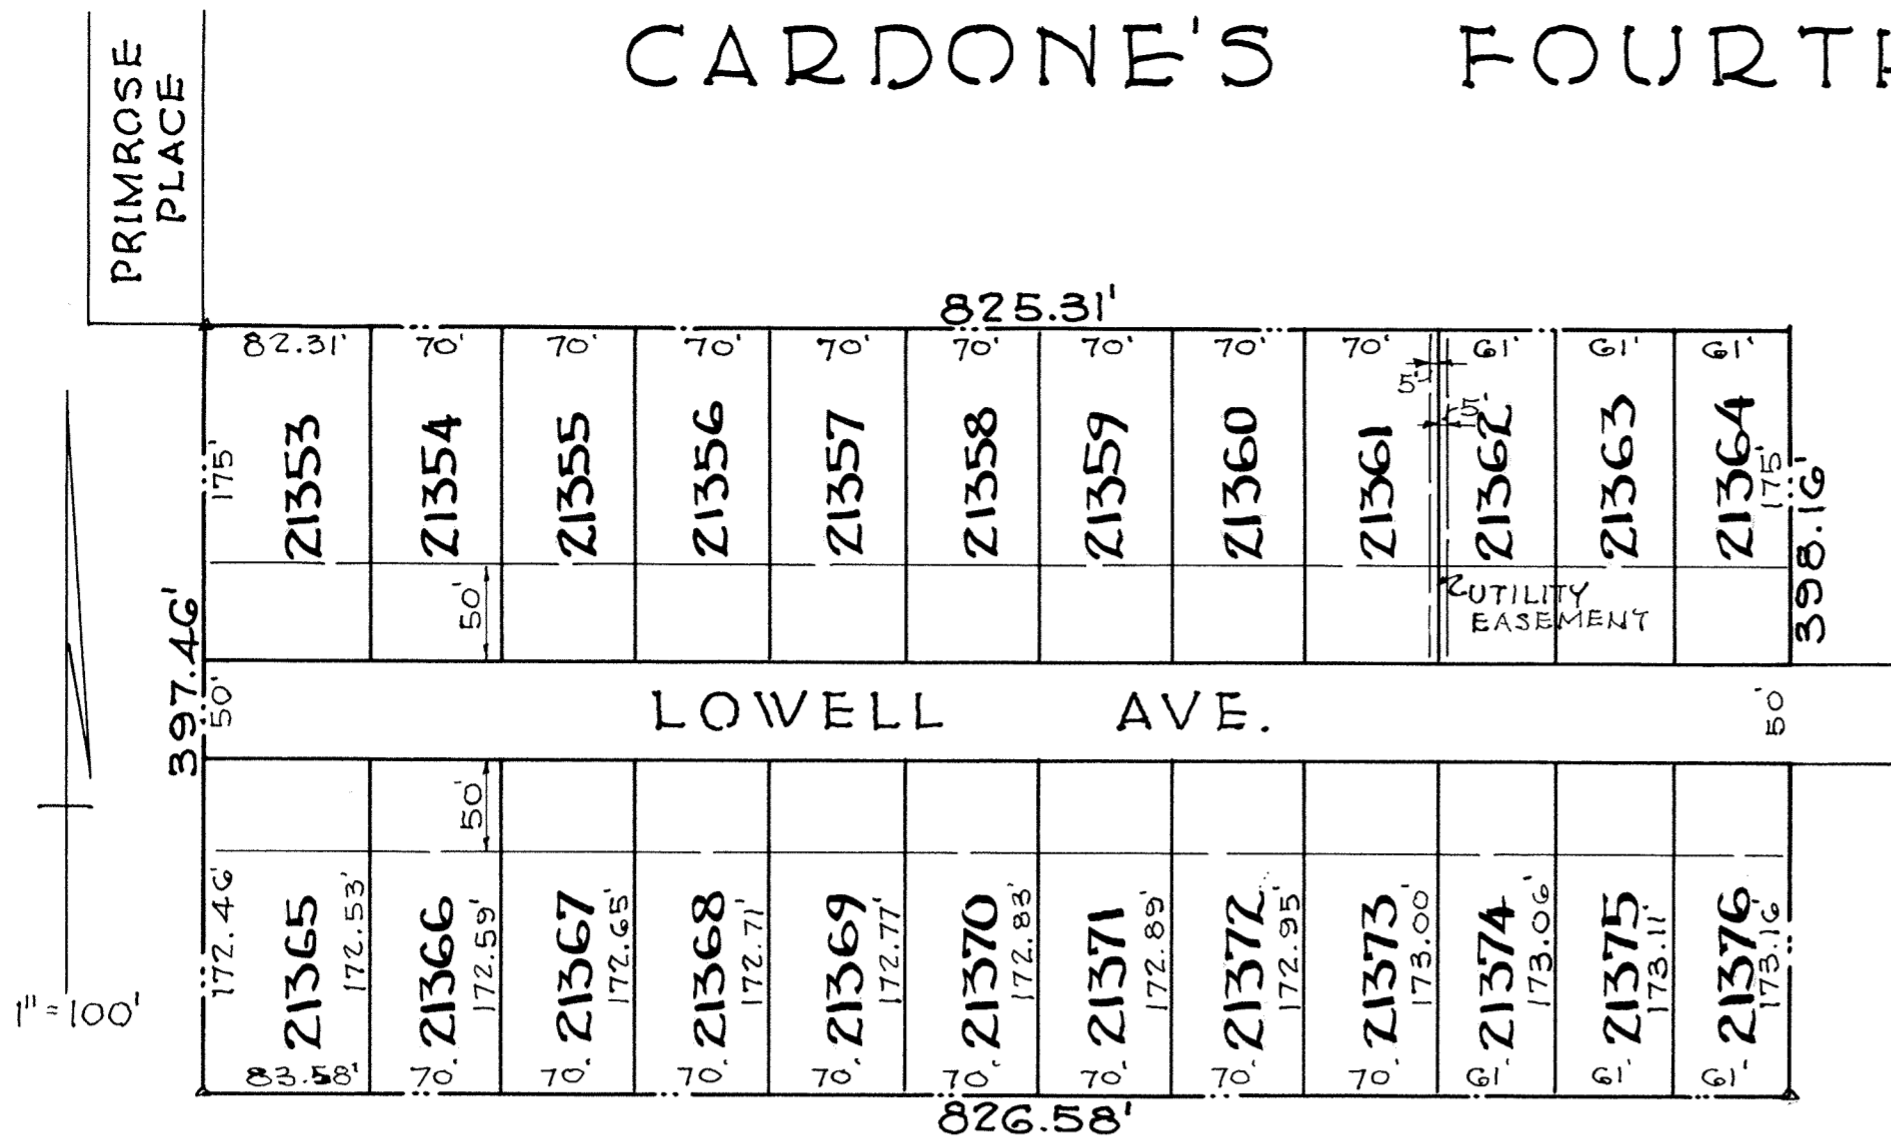 CARDONE'S FOURTH
PRIMROSE
PLACE
825.31'
82.31' 70' 70' 70' 70' 70' 70' 70' 70' 61' 61' 61'
5'
5'
175' 21353 21354 21355 21356 21357 21358 21359 21360 21361 21362 21363 21364 175'
398.16'
50'
UTILITY
EASEMENT
397.46'
50' LOWELL AVE. 50'
50'
172.46' 21365 172.53' 21366 172.59' 21367 172.65' 21368 172.71' 21369 172.77' 21370 172.83' 21371 172.89' 21372 172.95' 21373 173.00' 21374 173.06' 21375 173.11' 21376 173.16'
1" = 100'
83.58' 70' 70' 70' 70' 70' 70' 70' 70' 61' 61' 61'
826.58'